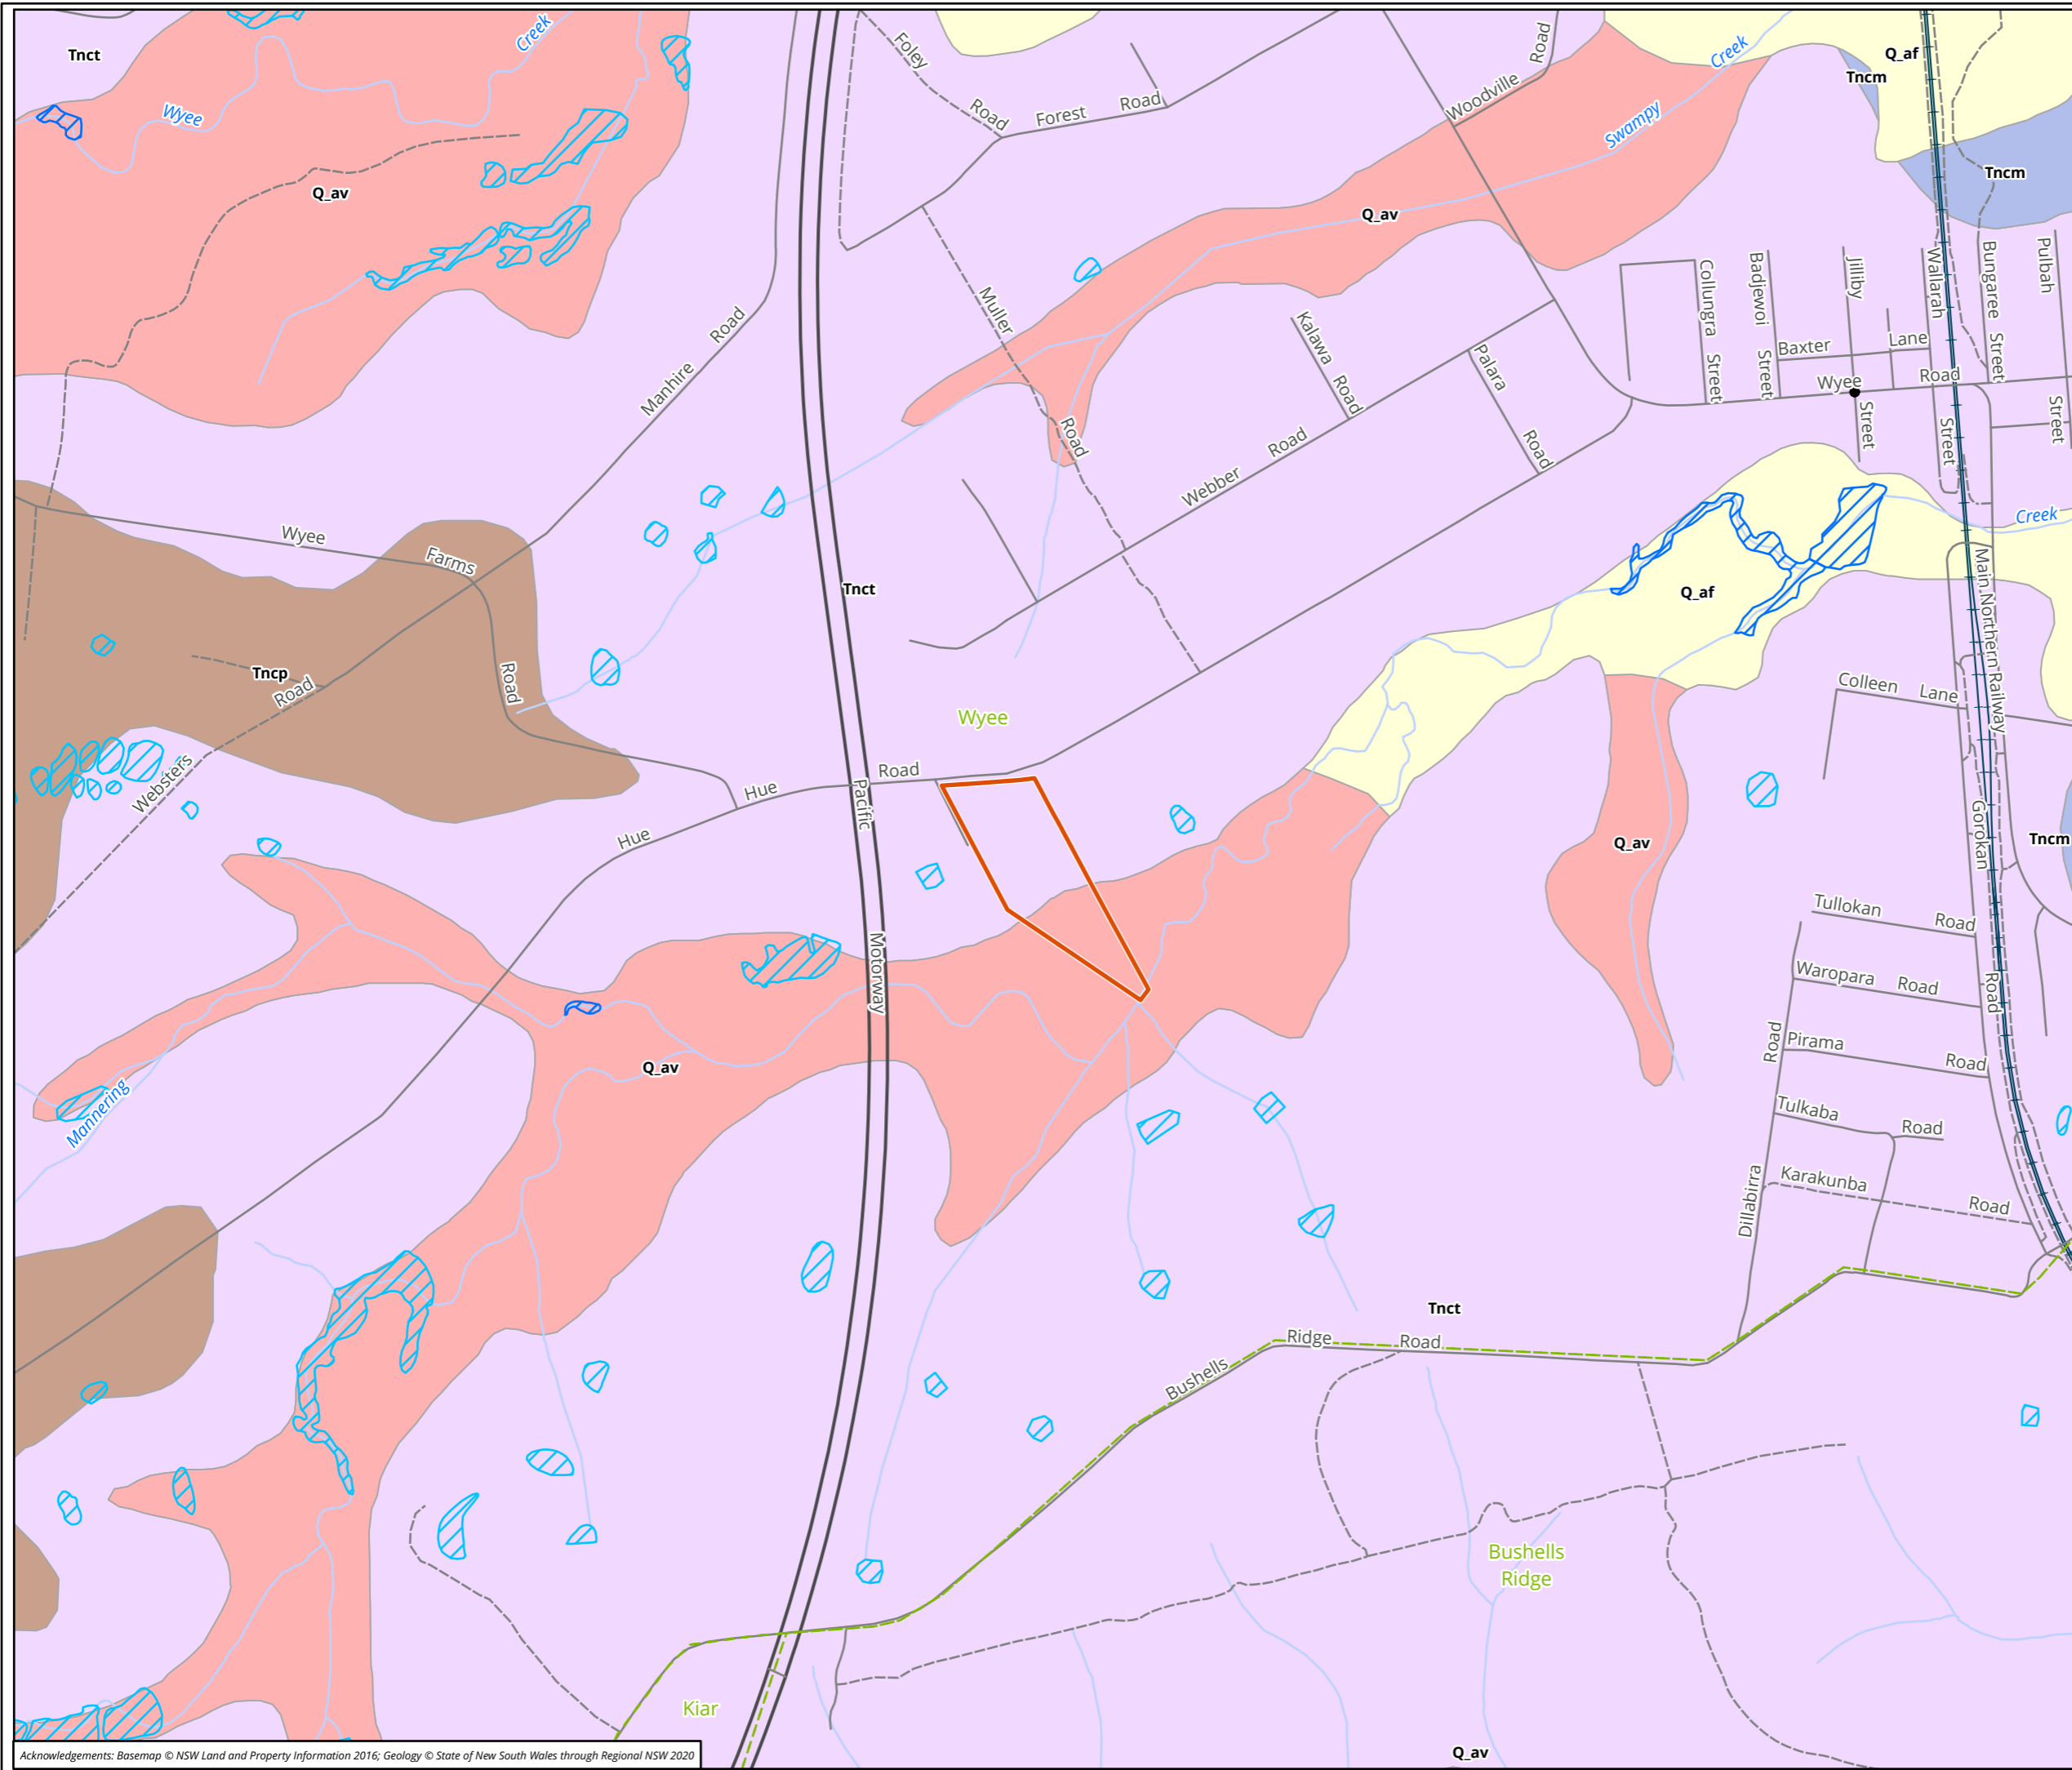 Tnct
Creek
Wyee
Q_av
Foley
Road
Forest
Road
Woodville
Road
Creek
Swampy
Q_av
Q_af
Tncm
Tncm
Manhire
Road
Muller
Road
Kalawa
Road
Palara
Road
Webber
Road
Collungra
Street
Badjewoi
Street
Jillby
Street
Wallarah
Street
Bungaree
Street
Pulbah
Street
Baxter
Lane
Wyee
Road
Creek
Wyee
Farms
Road
Tnct
Tncp
Road
Websters
Q_af
Main Northern Railway
Colleen
Lane
Wyee
Hue
Road
Hue
Pacific
Motorway
Q_av
Gorokan
Road
Tncm
Tullokan
Road
Waropara
Road
Pirama
Road
Tulkaba
Road
Karakunba
Road
Dillabirra
Road
Mannering
Q_av
Tnct
Bushells
Ridge
Road
Bushells
Ridge
Kiar
Q_av
Acknowledgements: Basemap © NSW Land and Property Information 2016; Geology © State of New South Wales through Regional NSW 2020